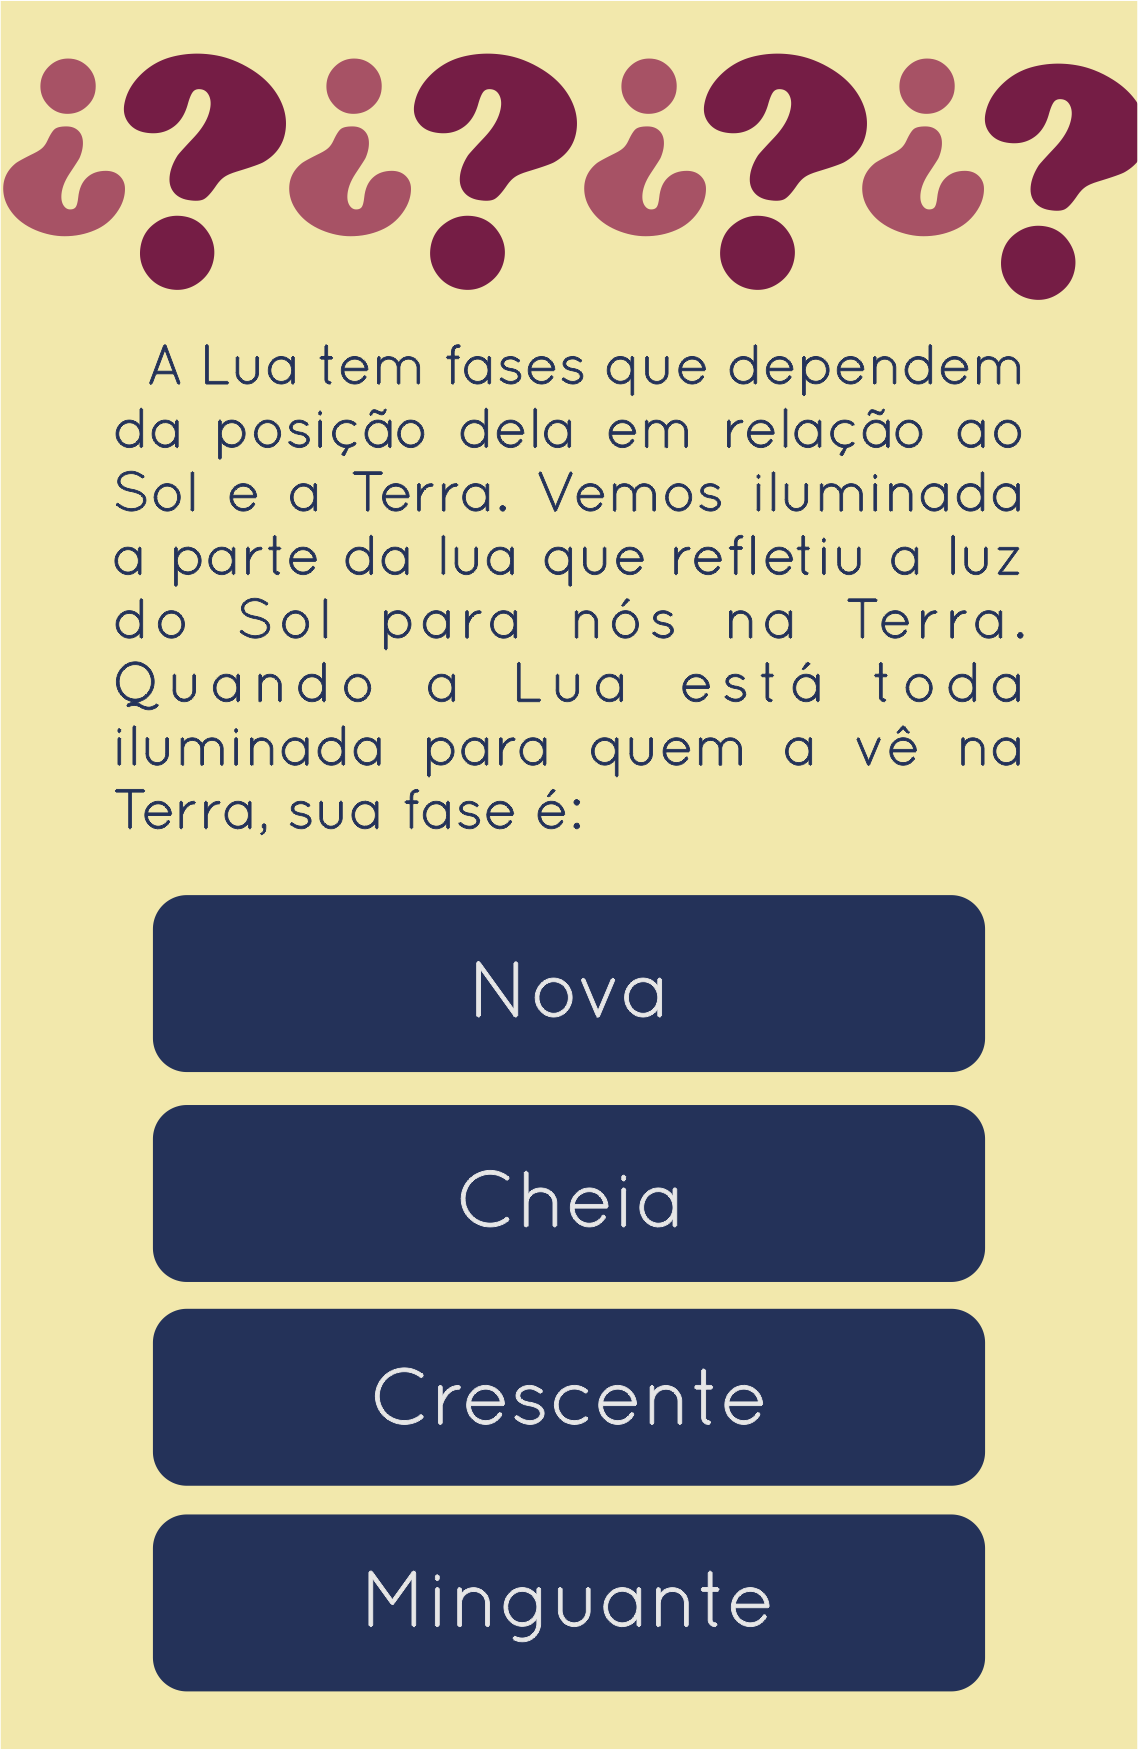 ¿?¿?¿?¿?
A Lua tem fases que dependem
da posição dela em relação ao
Sol e a Terra. Vemos iluminada
a parte da lua que refletiu a luz
do Sol para nós na Terra.
Quando a Lua está toda
iluminada para quem a vê na
Terra, sua fase é:
Nova
Cheia
Crescente
Minguante